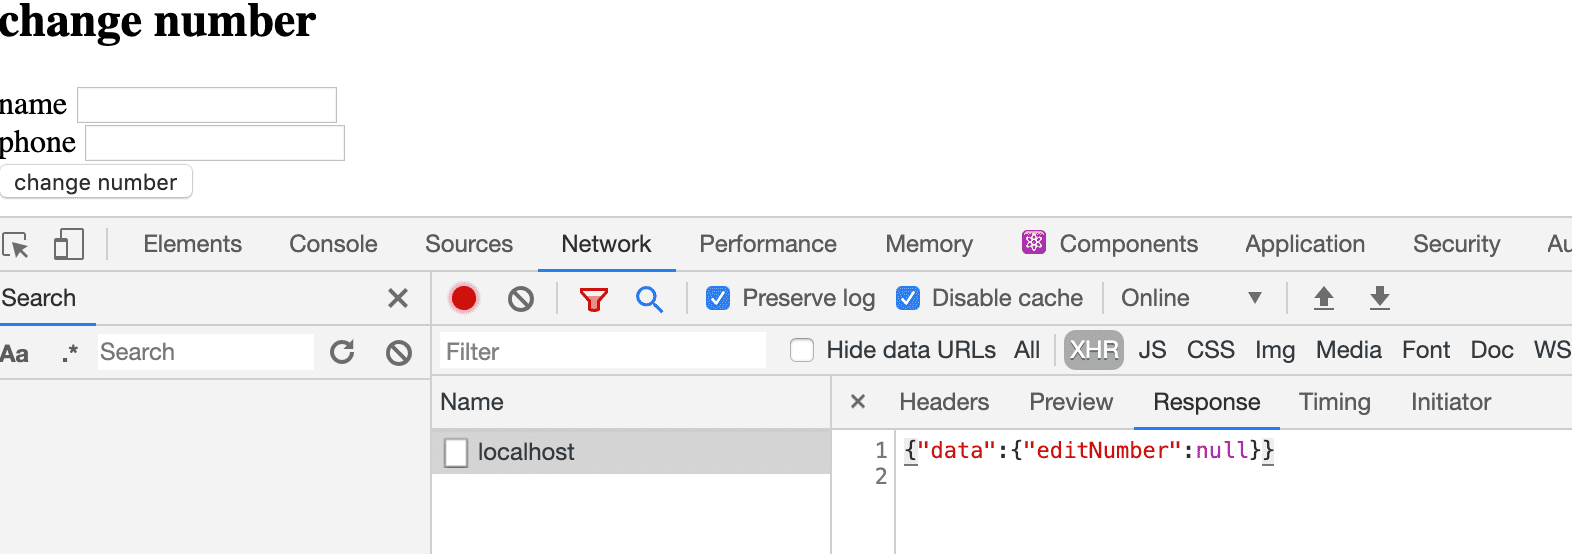 change number
name
phone
change number
Elements Console Sources Network Performance Memory Components Application Security Au
Search
Preserve log Disable cache Online
Aa .* Search
Filter Hide data URLs All XHR JS CSS Img Media Font Doc WS
Name
Headers Preview Response Timing Initiator
localhost
1 {"data":{"editNumber":null}}
2